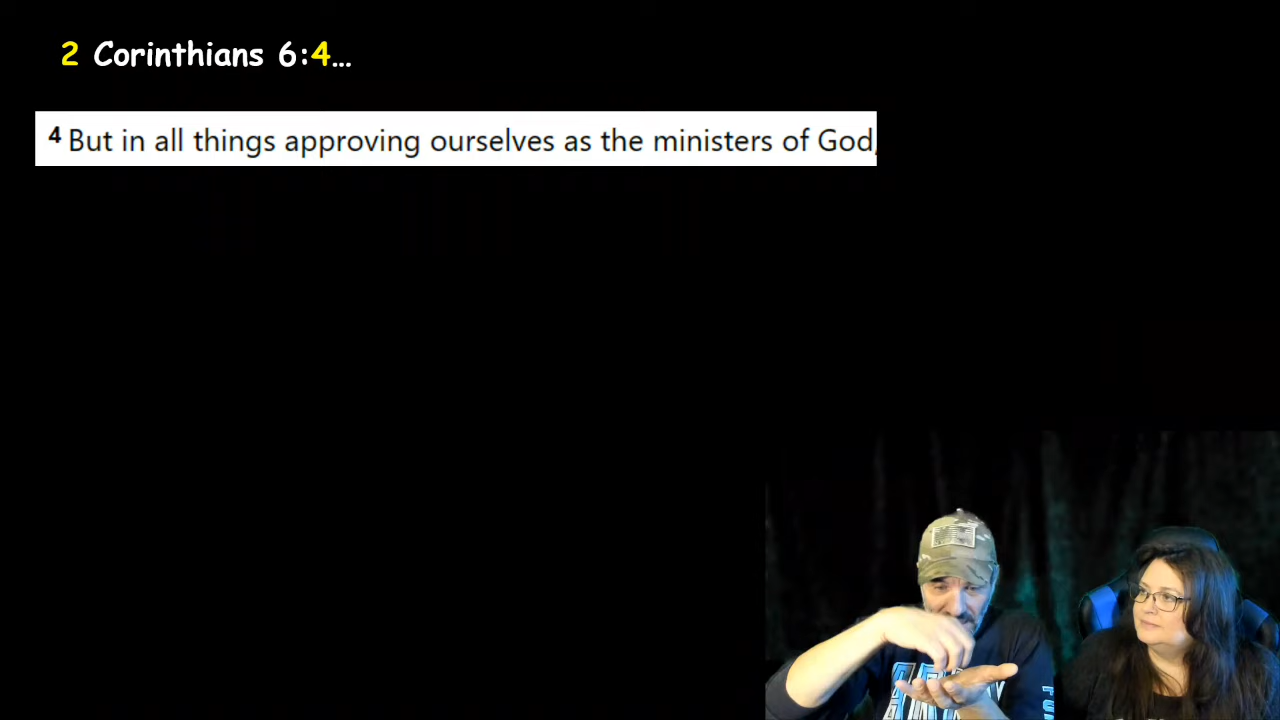 2 Corinthians 6:4...
4 But in all things approving ourselves as the ministers of God,